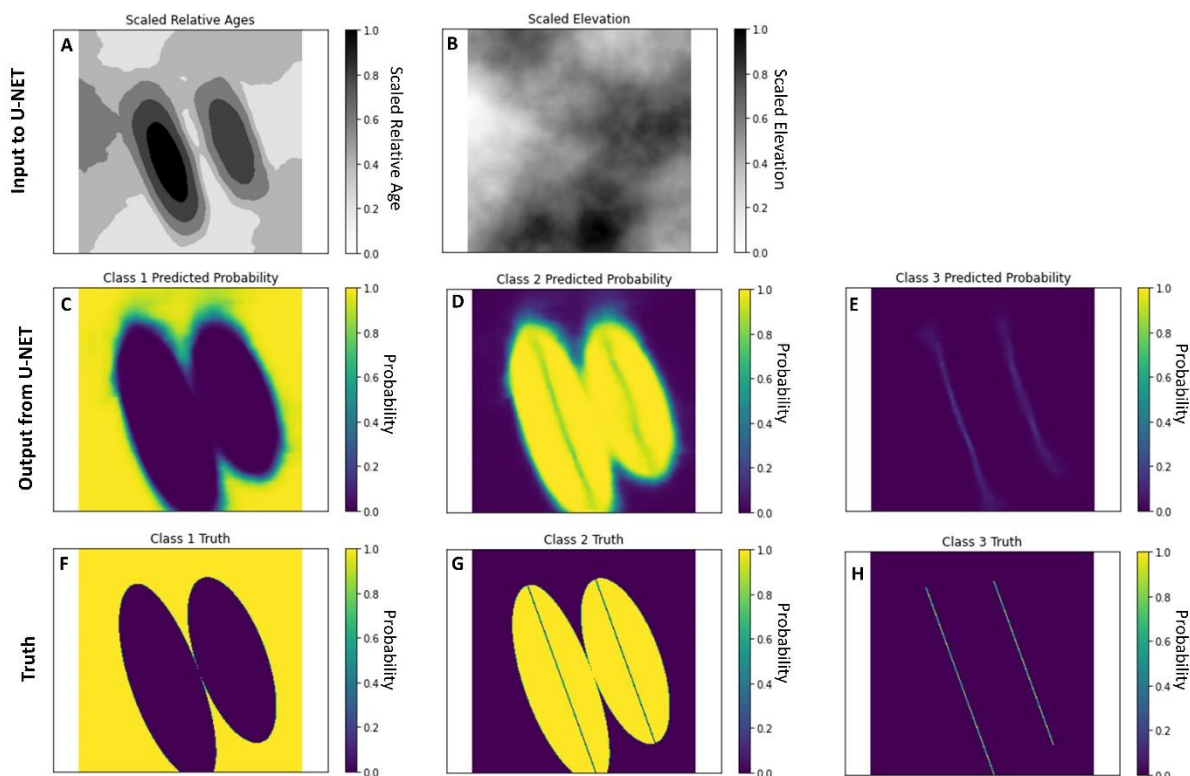 Input to U-NET
Scaled Relative Ages
A
1.0
0.8
0.6
0.4
0.2
0.0
Scaled Relative Age
Scaled Elevation
B
1.0
0.8
0.6
0.4
0.2
0.0
Scaled Elevation
Output from U-NET
Class 1 Predicted Probability
C
1.0
0.8
0.6
0.4
0.2
0.0
Probability
Class 2 Predicted Probability
D
1.0
0.8
0.6
0.4
0.2
0.0
Probability
Class 3 Predicted Probability
E
1.0
0.8
0.6
0.4
0.2
0.0
Probability
Truth
Class 1 Truth
F
1.0
0.8
0.6
0.4
0.2
0.0
Probability
Class 2 Truth
G
1.0
0.8
0.6
0.4
0.2
0.0
Probability
Class 3 Truth
H
1.0
0.8
0.6
0.4
0.2
0.0
Probability